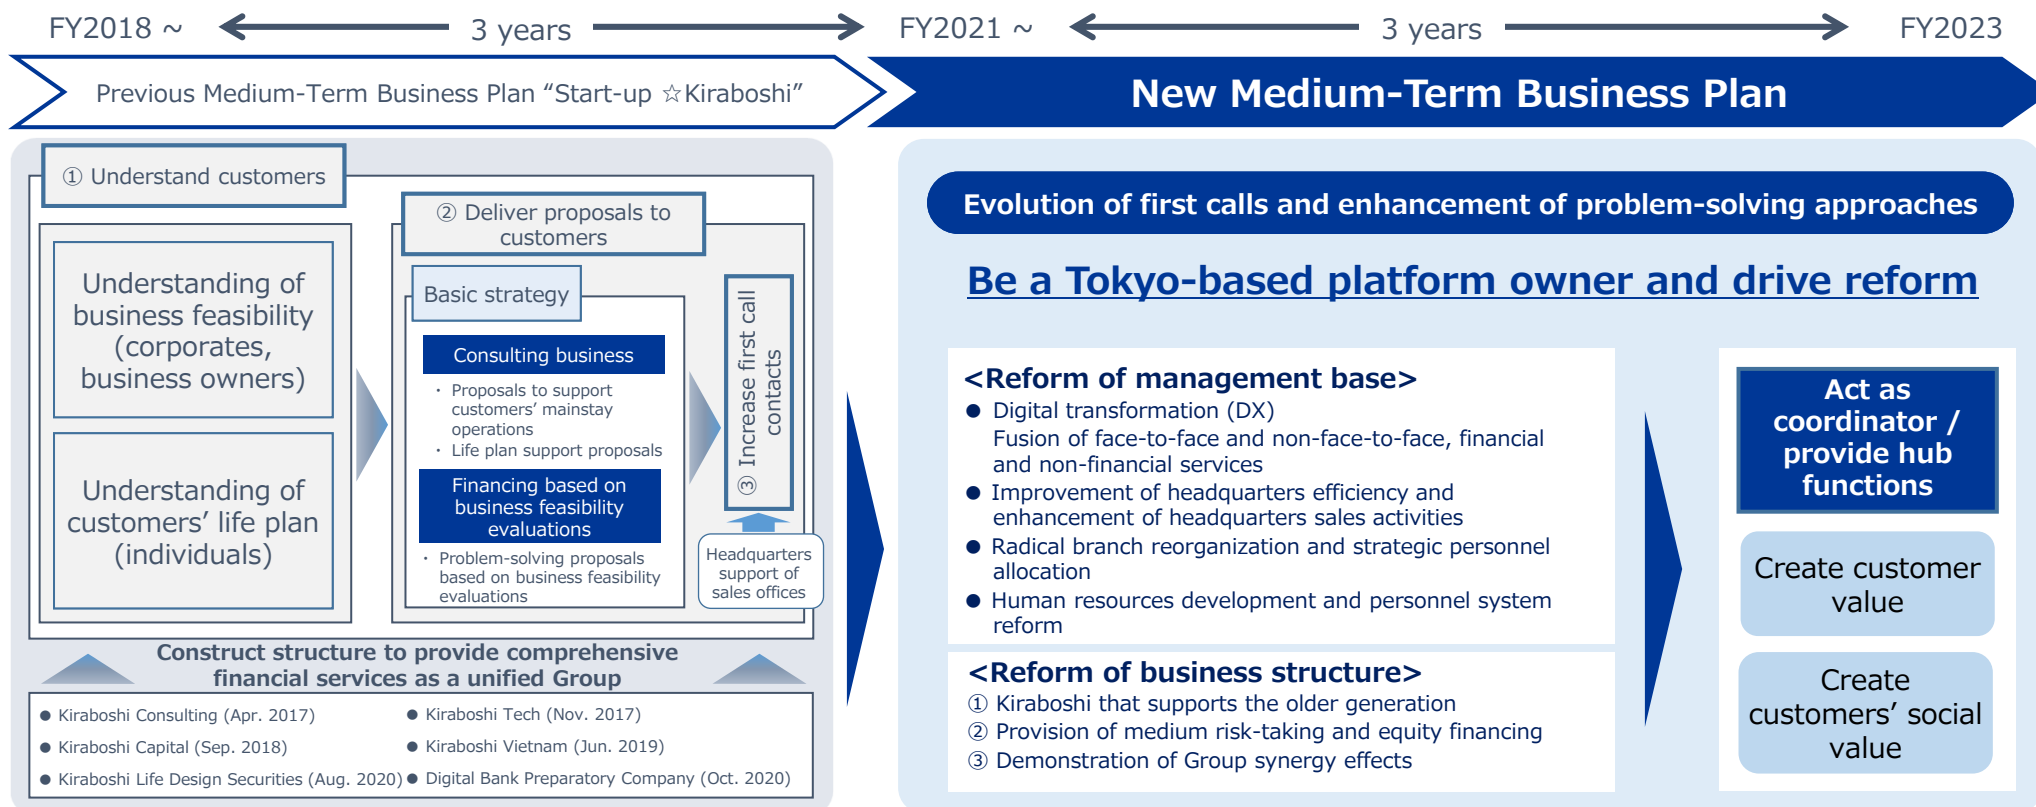 FY2018 ~
3 years
FY2021 ~
3 years
FY2023
Previous Medium-Term Business Plan “Start-up ☆Kiraboshi”
New Medium-Term Business Plan
① Understand customers
Understanding of
business feasibility
(corporates,
business owners)
Understanding of
customers’ life plan
(individuals)
② Deliver proposals to
customers
Basic strategy
Consulting business
・ Proposals to support
customers’ mainstay
operations
・ Life plan support proposals
Financing based on
business feasibility
evaluations
・ Problem-solving proposals
based on business feasibility
evaluations
③ Increase first call
contacts
Headquarters
support of
sales offices
Construct structure to provide comprehensive
financial services as a unified Group
● Kiraboshi Consulting (Apr. 2017)
● Kiraboshi Tech (Nov. 2017)
● Kiraboshi Capital (Sep. 2018)
● Kiraboshi Vietnam (Jun. 2019)
● Kiraboshi Life Design Securities (Aug. 2020)
● Digital Bank Preparatory Company (Oct. 2020)
Evolution of first calls and enhancement of problem-solving approaches
Be a Tokyo-based platform owner and drive reform
<Reform of management base>
● Digital transformation (DX)
Fusion of face-to-face and non-face-to-face, financial
and non-financial services
● Improvement of headquarters efficiency and
enhancement of headquarters sales activities
● Radical branch reorganization and strategic personnel
allocation
● Human resources development and personnel system
reform
<Reform of business structure>
① Kiraboshi that supports the older generation
② Provision of medium risk-taking and equity financing
③ Demonstration of Group synergy effects
Act as
coordinator /
provide hub
functions
Create customer
value
Create
customers’ social
value